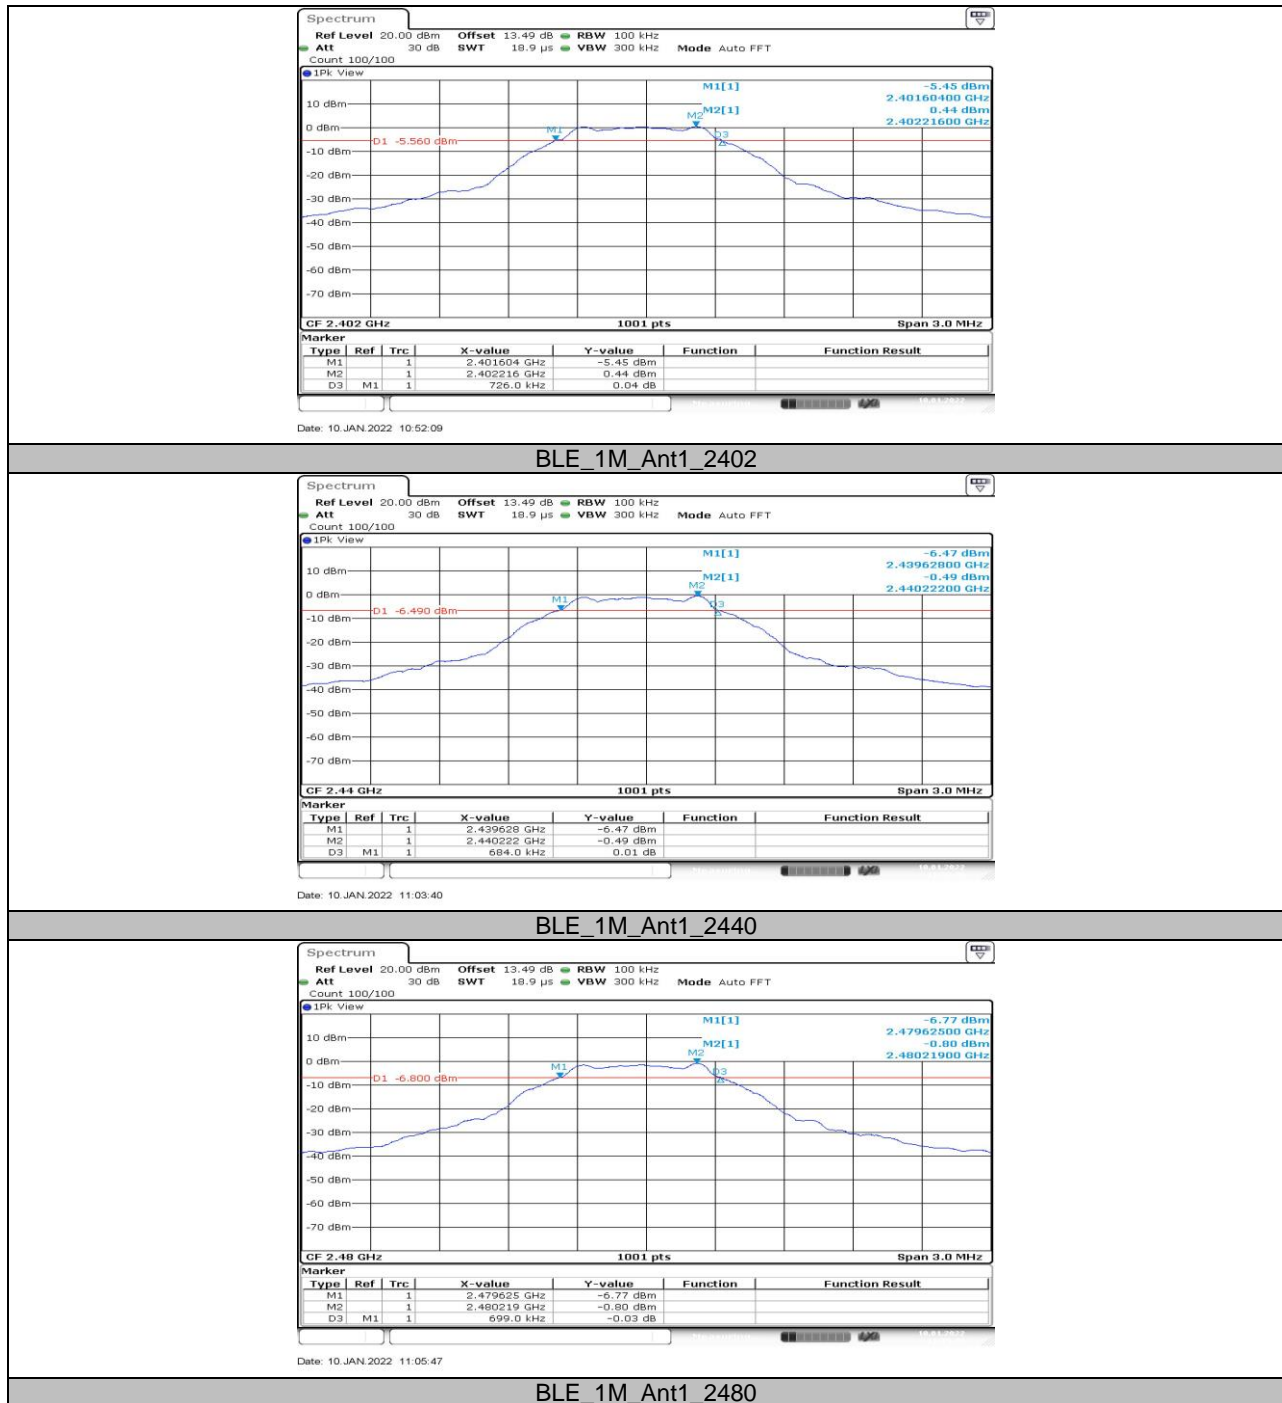 Spectrum
Ref Level 20.00 dBm Offset 13.49 dB RBW 100 kHz
Att 30 dB SWT 18.9 µs VBW 300 kHz Mode Auto FFT
Count 100/100
1Pk View
M1[1] -5.45 dBm
2.40160400 GHz
M2[1] 0.44 dBm
2.40221600 GHz
10 dBm
M2
0 dBm
M1
D3
D1 -5.560 dBm
-10 dBm
-20 dBm
-30 dBm
-40 dBm
-50 dBm
-60 dBm
-70 dBm
CF 2.402 GHz 1001 pts Span 3.0 MHz
Marker
Type Ref Trc X-value Y-value Function Function Result
M1 1 2.401604 GHz -5.45 dBm
M2 1 2.402216 GHz 0.44 dBm
D3 M1 1 726.0 kHz 0.04 dB
Date: 10.JAN.2022 10:52:09
BLE_1M_Ant1_2402
Spectrum
Ref Level 20.00 dBm Offset 13.49 dB RBW 100 kHz
Att 30 dB SWT 18.9 µs VBW 300 kHz Mode Auto FFT
Count 100/100
1Pk View
M1[1] -6.47 dBm
2.43962800 GHz
M2[1] -0.49 dBm
2.44022200 GHz
10 dBm
M2
0 dBm
M1
D3
D1 -6.490 dBm
-10 dBm
-20 dBm
-30 dBm
-40 dBm
-50 dBm
-60 dBm
-70 dBm
CF 2.44 GHz 1001 pts Span 3.0 MHz
Marker
Type Ref Trc X-value Y-value Function Function Result
M1 1 2.439628 GHz -6.47 dBm
M2 1 2.440222 GHz -0.49 dBm
D3 M1 1 684.0 kHz 0.01 dB
Date: 10.JAN.2022 11:03:40
BLE_1M_Ant1_2440
Spectrum
Ref Level 20.00 dBm Offset 13.49 dB RBW 100 kHz
Att 30 dB SWT 18.9 µs VBW 300 kHz Mode Auto FFT
Count 100/100
1Pk View
M1[1] -6.77 dBm
2.47962500 GHz
M2[1] -0.80 dBm
2.48021900 GHz
10 dBm
M2
0 dBm
M1
D3
D1 -6.800 dBm
-10 dBm
-20 dBm
-30 dBm
-40 dBm
-50 dBm
-60 dBm
-70 dBm
CF 2.48 GHz 1001 pts Span 3.0 MHz
Marker
Type Ref Trc X-value Y-value Function Function Result
M1 1 2.479625 GHz -6.77 dBm
M2 1 2.480219 GHz -0.80 dBm
D3 M1 1 699.0 kHz -0.03 dB
Date: 10.JAN.2022 11:05:47
BLE_1M_Ant1_2480